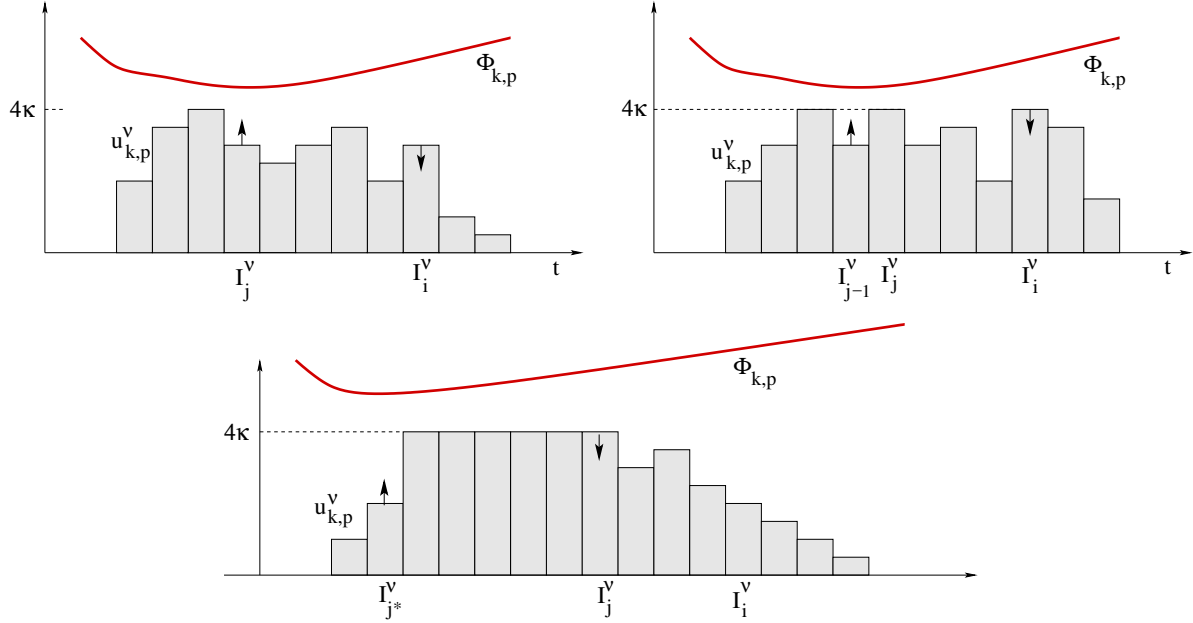 Φ_{k,p}
4κ
u^ν_{k,p}
I^ν_j
I^ν_i
t
Φ_{k,p}
4κ
u^ν_{k,p}
I^ν_{j−1}
I^ν_j
I^ν_i
t
Φ_{k,p}
4κ
u^ν_{k,p}
I^ν_{j*}
I^ν_j
I^ν_i